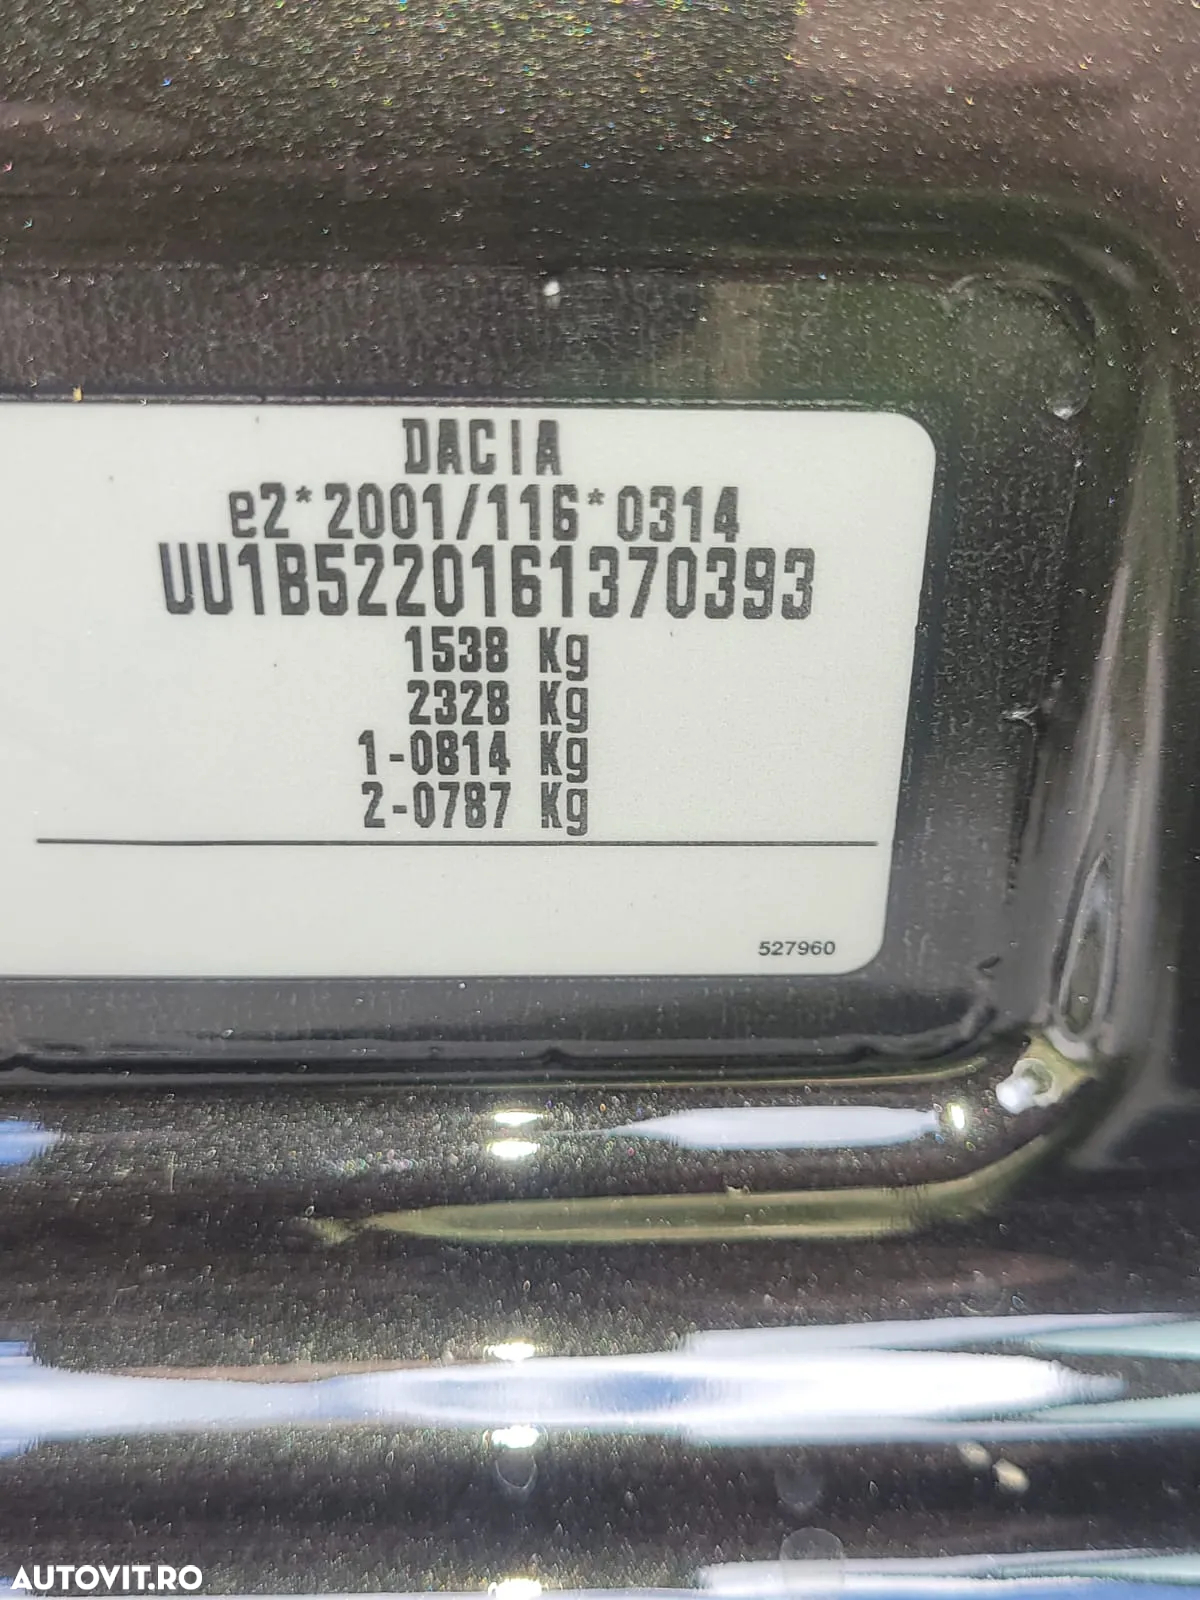 DACIA
e2*2001/116*0314
UU1B5220161370393
1538 Kg
2328 Kg
1-0814 Kg
2-0787 Kg
527960
AUTOVIT.RO